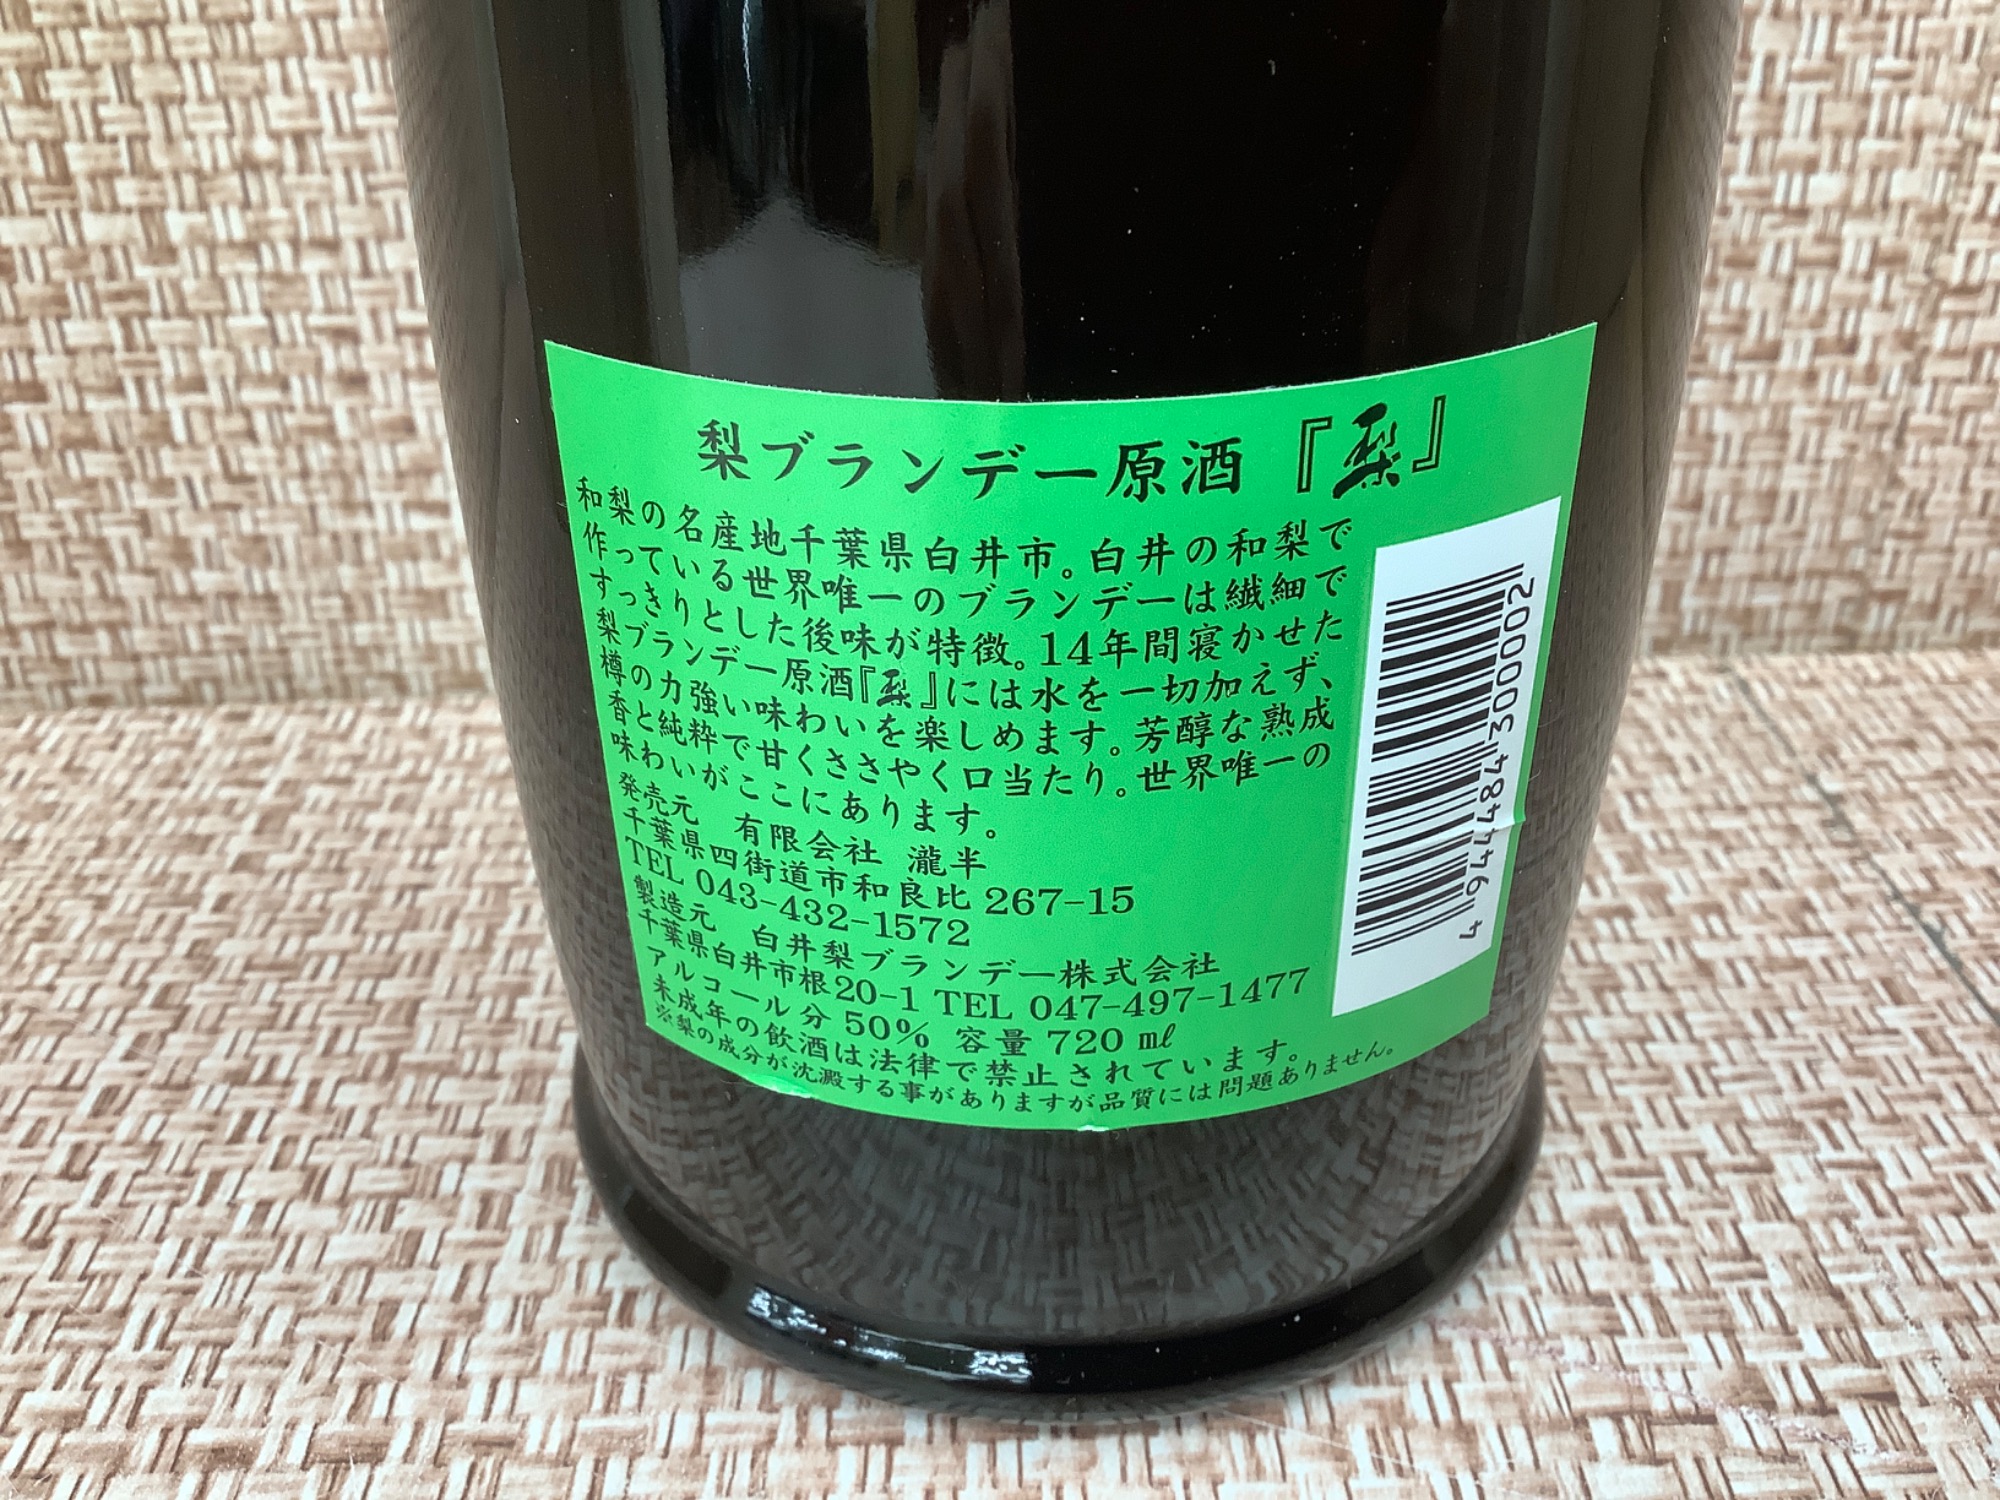 梨ブランデー原酒『梨』
和梨の名産地千葉県白井市。白井の和梨で
作っている世界唯一のブランデーは繊細で
すっきりとした後味が特徴。14年間寝かせた
梨ブランデー原酒『梨』には水を一切加えず、
樽の力強い味わいを楽しめます。芳醇な熟成
香と純粋で甘くささやく口当たり。世界唯一の
味わいがここにあります。
発売元 有限会社 瀧半
千葉県四街道市和良比267-15
TEL 043-432-1572
製造元 白井梨ブランデー株式会社
千葉県白井市根20-1 TEL 047-497-1477
アルコール分 50% 容量 720㎖
未成年の飲酒は法律で禁止されています。
※梨の成分が沈澱する事がありますが品質には問題ありません。
4 944484 300002